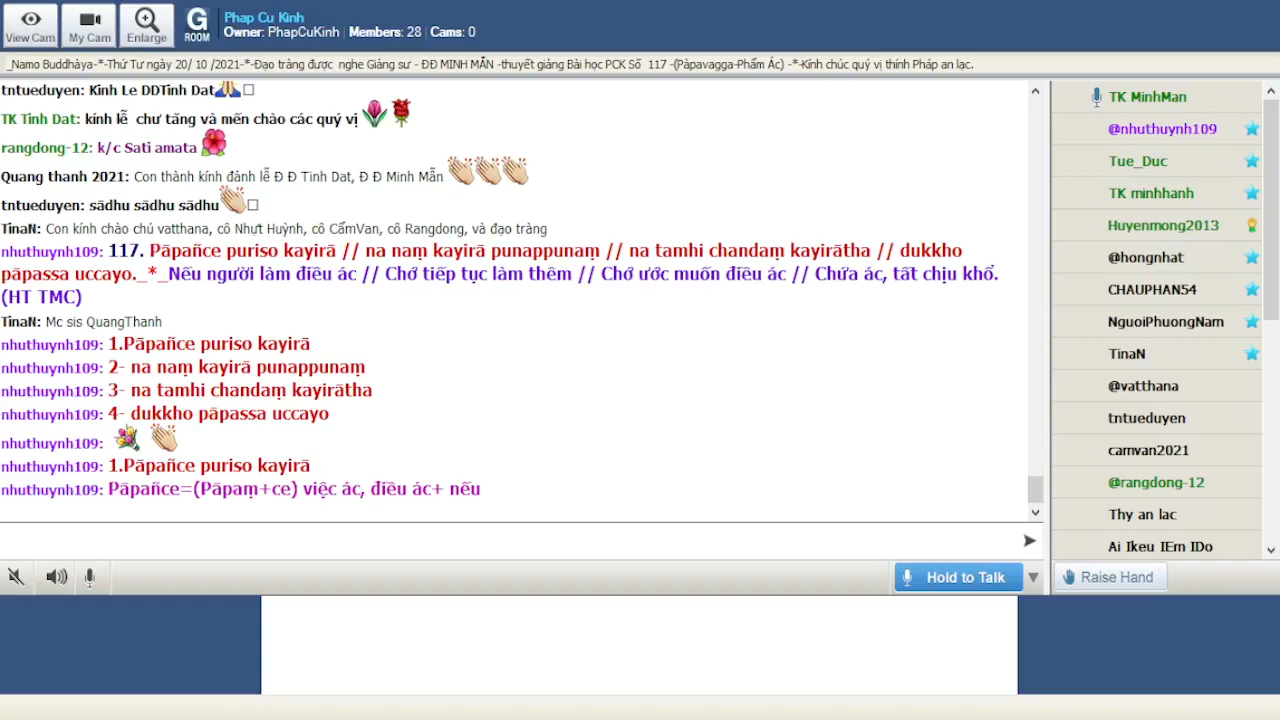 View Cam
My Cam
Enlarge
G
ROOM
Phap Cu Kinh
Owner: PhapCuKinh | Members: 28 | Cams: 0
_Namo Buddhàya-*-Thứ Tư ngày 20/ 10 /2021-*-Đạo tràng được nghe Giảng sư - ĐĐ MINH MẪN -thuyết giảng Bài học PCK Số 117 -(Pàpavagga-Phẩm Ác) -*-Kính chúc quý vị thính Pháp an lạc.
tntueduyen: Kinh Le DDTinh Dat
TK Tinh Dat: kính lễ chư tăng và mến chào các quý vị
rangdong-12: k/c Sati amata
Quang thanh 2021: Con thành kính đảnh lễ Đ Đ Tinh Dat, Đ Đ Minh Mẫn
tntueduyen: sādhu sādhu sādhu
TinaN: Con kính chào chú vatthana, cô Nhựt Huỳnh, cô CẩmVan, cô Rangdong, và đạo tràng
nhuthuynh109: 117. Pāpañce puriso kayirā // na naṃ kayirā punappunaṃ // na tamhi chandaṃ kayirātha // dukkho
pāpassa uccayo._*_Nếu người làm điều ác // Chớ tiếp tục làm thêm // Chớ ước muốn điều ác // Chứa ác, tất chịu khổ.
(HT TMC)
TinaN: Mc sis QuangThanh
nhuthuynh109: 1.Pāpañce puriso kayirā
nhuthuynh109: 2- na naṃ kayirā punappunaṃ
nhuthuynh109: 3- na tamhi chandaṃ kayirātha
nhuthuynh109: 4- dukkho pāpassa uccayo
nhuthuynh109:
nhuthuynh109: 1.Pāpañce puriso kayirā
nhuthuynh109: Pāpañce=(Pāpaṃ+ce) việc ác, điều ác+ nếu
TK MinhMan
@nhuthuynh109
Tue_Duc
TK minhhanh
Huyenmong2013
@hongnhat
CHAUPHAN54
NguoiPhuongNam
TinaN
@vatthana
tntueduyen
camvan2021
@rangdong-12
Thy an lac
Ai Ikeu IEm IDo
Hold to Talk
Raise Hand